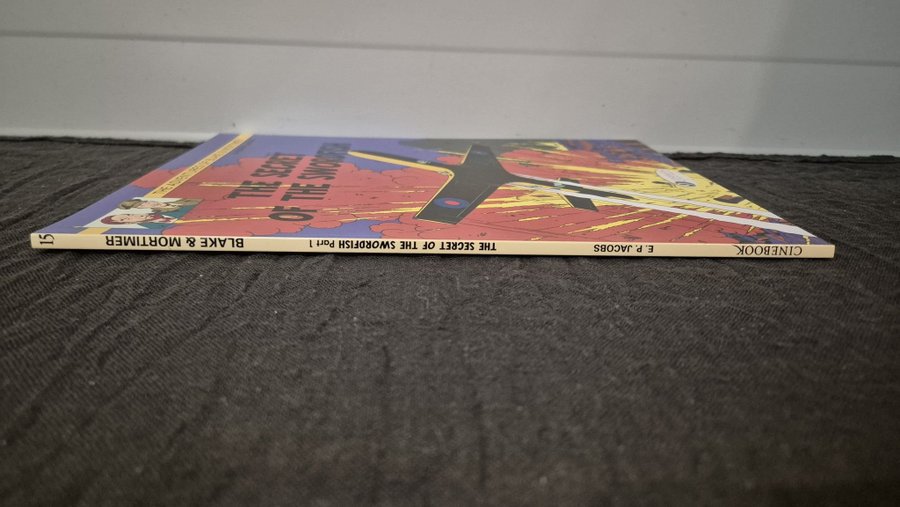 THE SECRET
OF THE SWORDFISH
15 BLAKE & MORTIMER THE SECRET OF THE SWORDFISH Part 1 E. P. JACOBS CINEBOOK